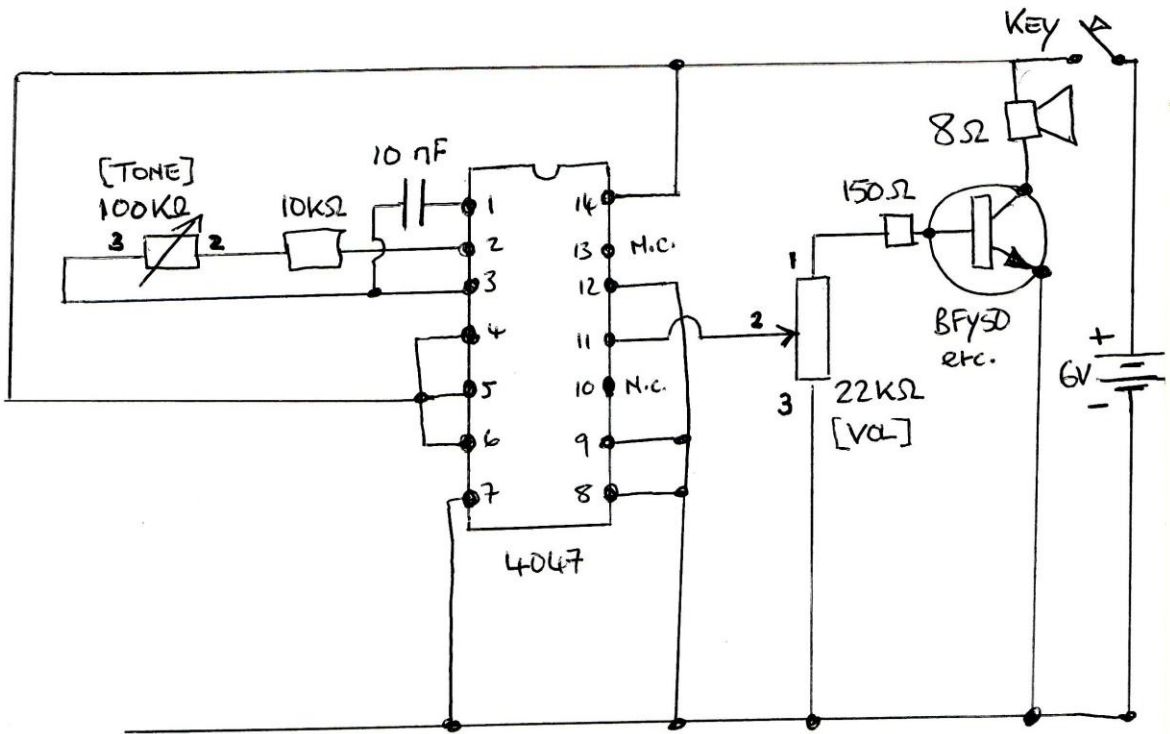 KEY
8Ω
10 nF
[TONE]
100KΩ
3
2
10KΩ
150Ω
1
2
3
4
5
6
7
14
13 N.C.
12
11
10 N.C.
9
8
4047
1
2
3
22KΩ
[VOL]
BFY50
etc.
+
6V
-